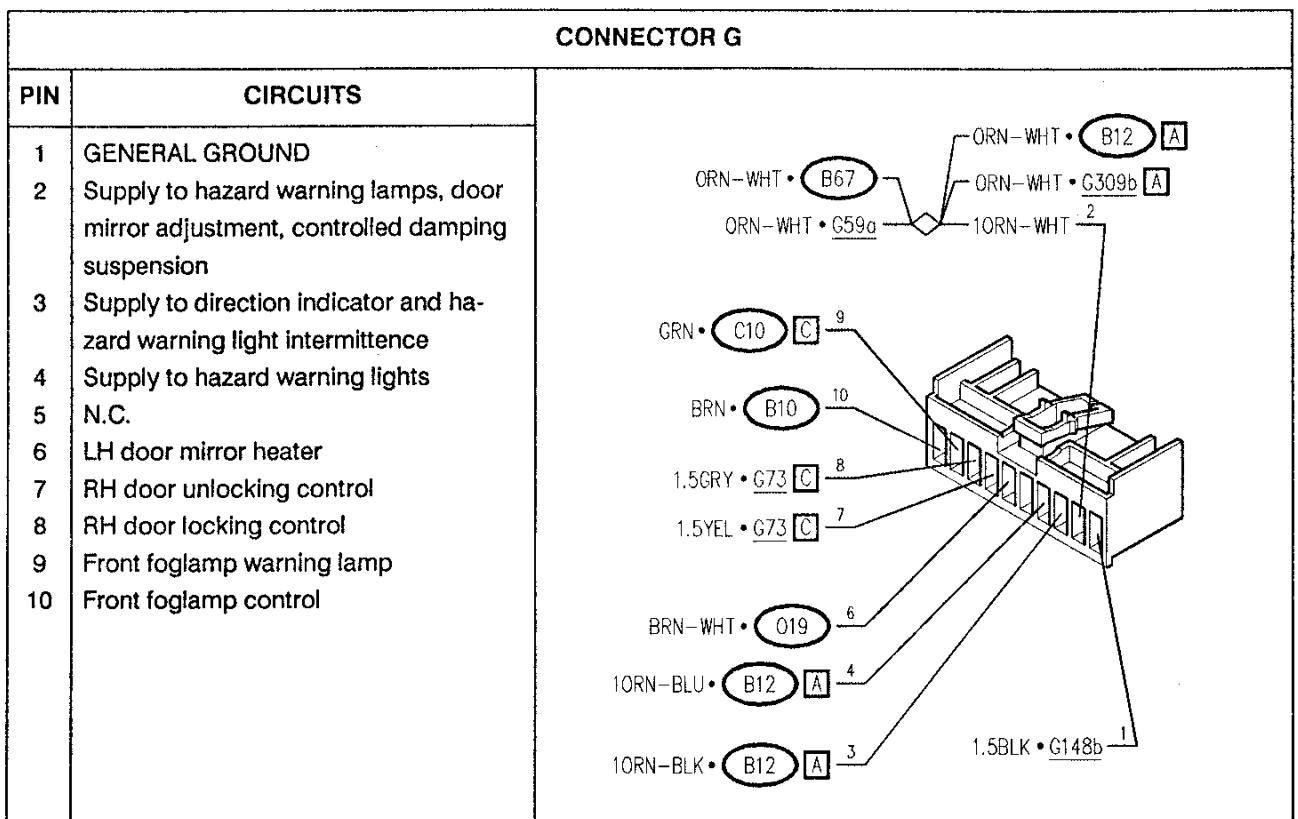 CONNECTOR G
PIN CIRCUITS
1 GENERAL GROUND
2 Supply to hazard warning lamps, door
mirror adjustment, controlled damping
suspension
3 Supply to direction indicator and ha-
zard warning light intermittence
4 Supply to hazard warning lights
5 N.C.
6 LH door mirror heater
7 RH door unlocking control
8 RH door locking control
9 Front foglamp warning lamp
10 Front foglamp control
ORN-WHT • B12 A
ORN-WHT • B67
ORN-WHT • G309b A
ORN-WHT • G59a
1ORN-WHT 2
GRN • C10 C 9
BRN • B10 10
1.5GRY • G73 C 8
1.5YEL • G73 C 7
BRN-WHT • O19 6
1ORN-BLU • B12 A 4
1ORN-BLK • B12 A 3
1.5BLK • G148b 1